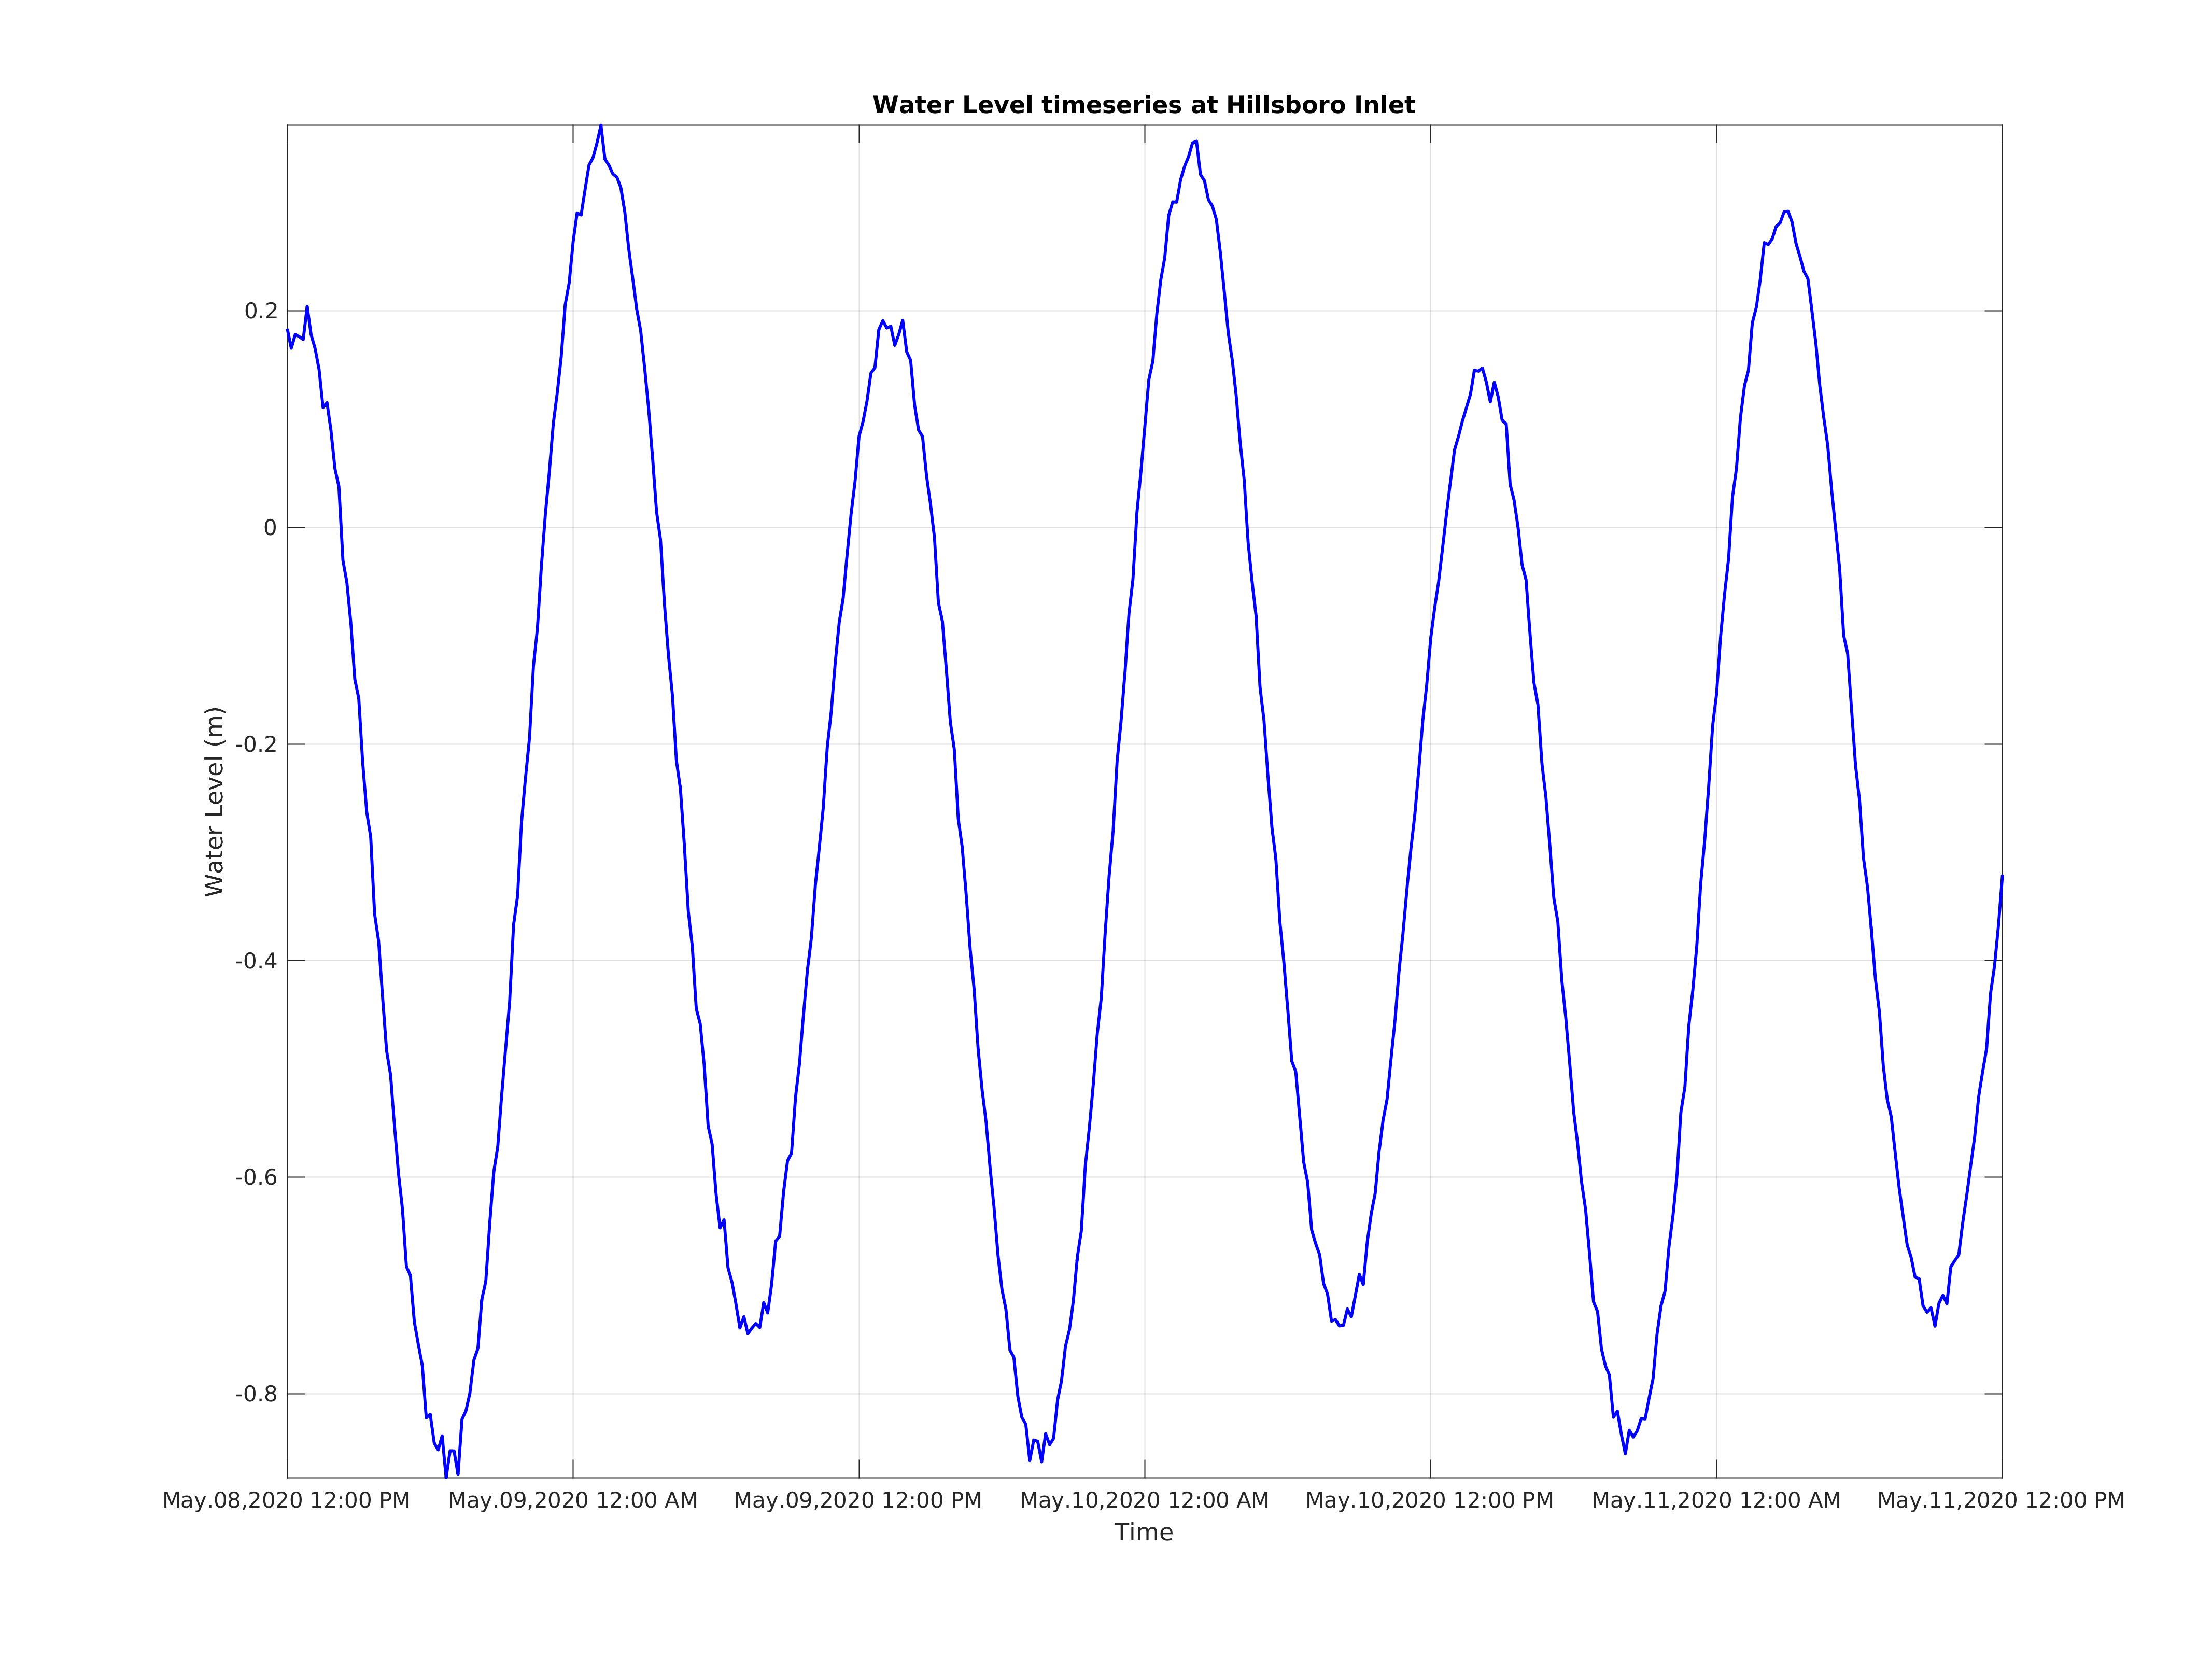 Water Level timeseries at Hillsboro Inlet
0.2
0
-0.2
-0.4
-0.6
-0.8
Water Level (m)
May.08,2020 12:00 PM
May.09,2020 12:00 AM
May.09,2020 12:00 PM
May.10,2020 12:00 AM
May.10,2020 12:00 PM
May.11,2020 12:00 AM
May.11,2020 12:00 PM
Time